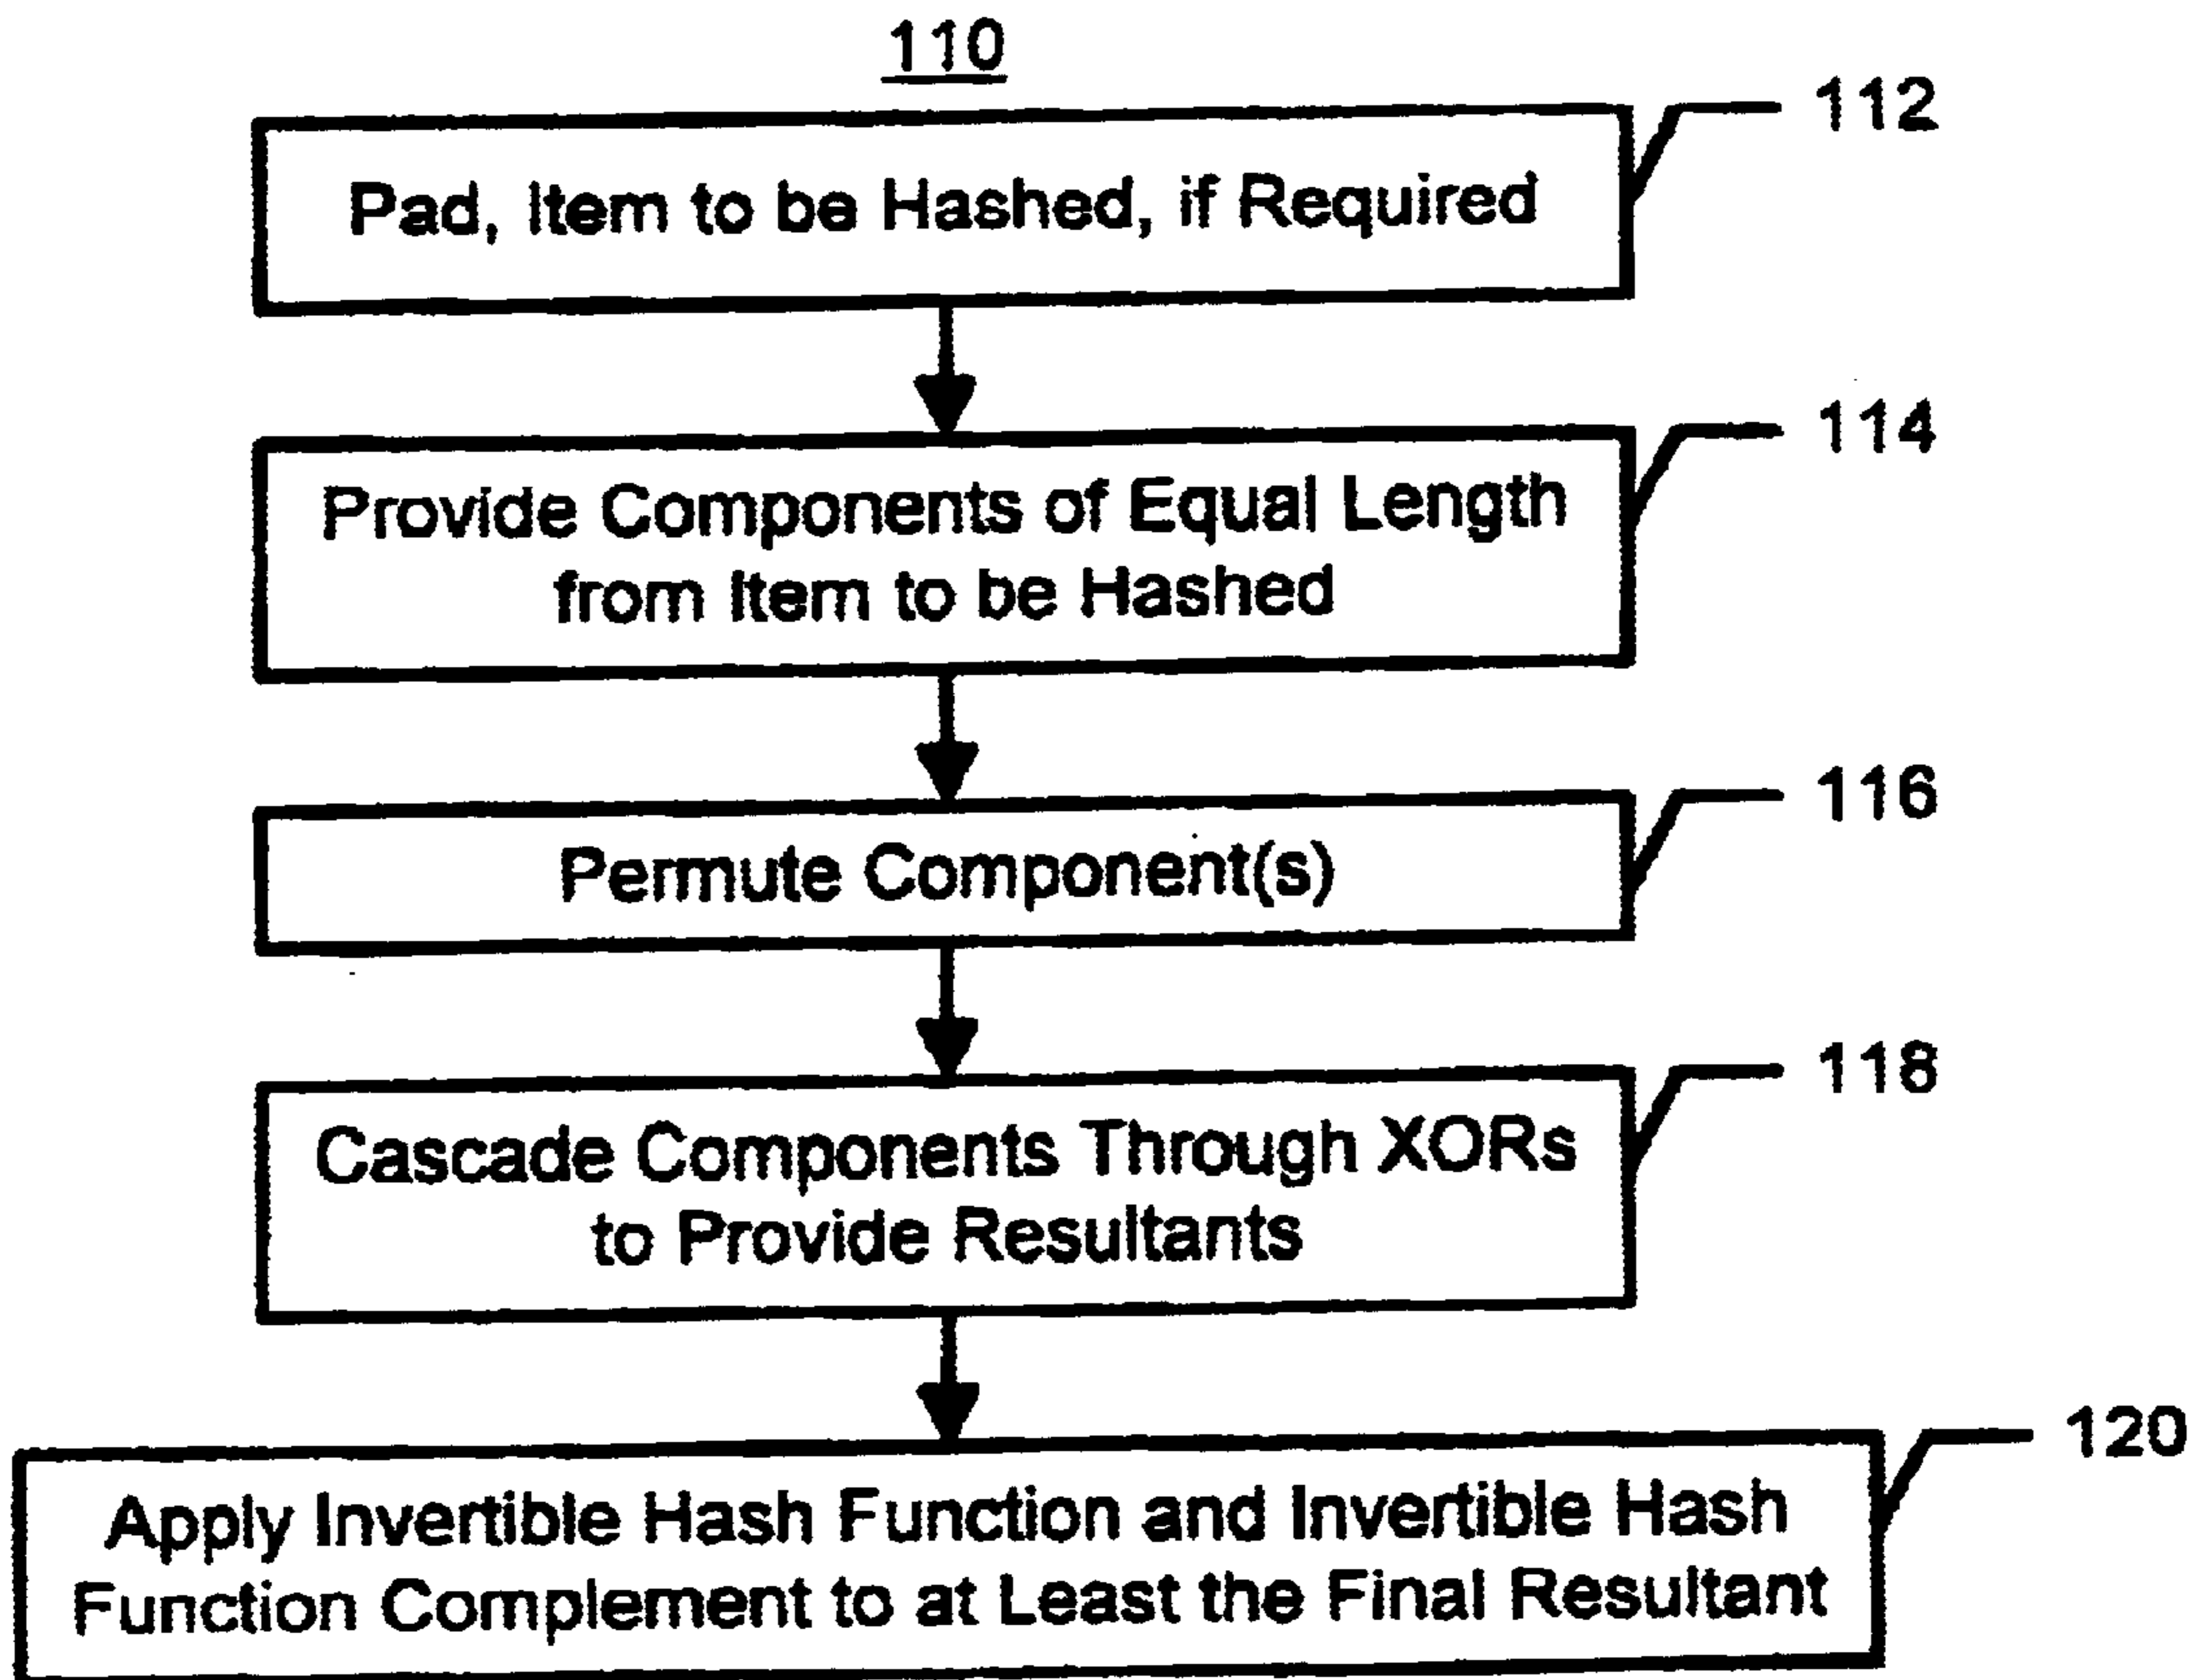 110
112
Pad, Item to be Hashed, if Required
114
Provide Components of Equal Length
from Item to be Hashed
116
Permute Component(s)
118
Cascade Components Through XORs
to Provide Resultants
120
Apply Invertible Hash Function and Invertible Hash
Function Complement to at Least the Final Resultant